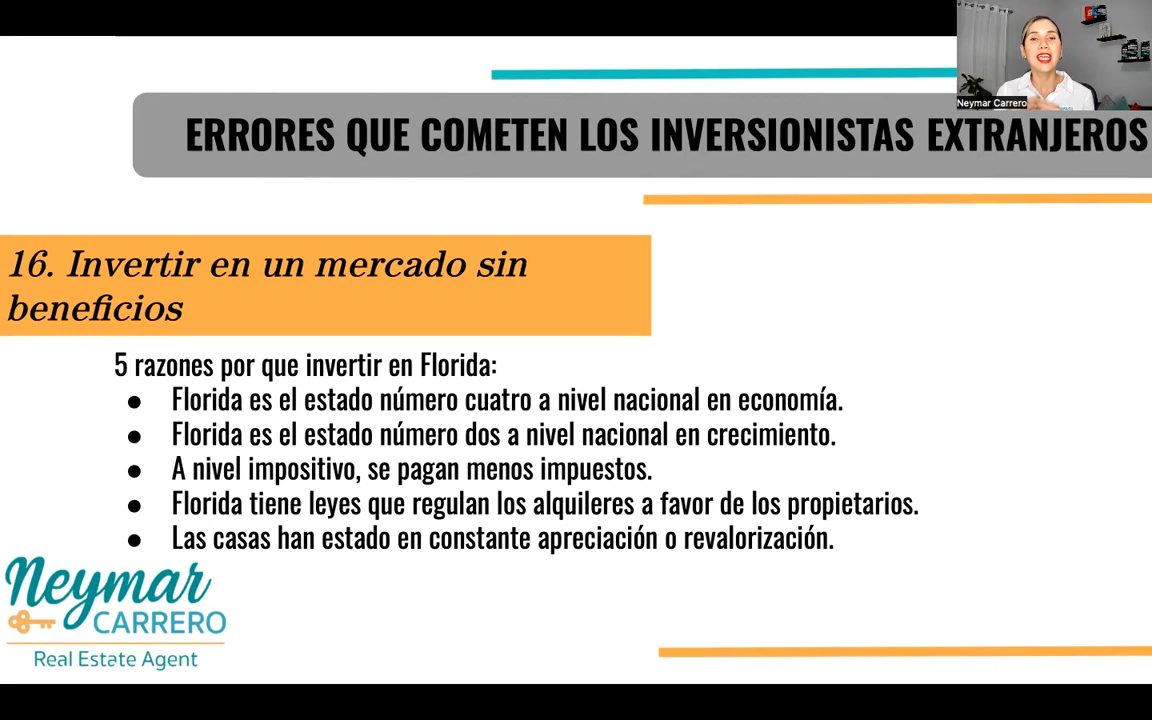 Neymar Carrero
ERRORES QUE COMETEN LOS INVERSIONISTAS EXTRANJEROS
16. Invertir en un mercado sin
beneficios
5 razones por que invertir en Florida:
● Florida es el estado número cuatro a nivel nacional en economía.
● Florida es el estado número dos a nivel nacional en crecimiento.
● A nivel impositivo, se pagan menos impuestos.
● Florida tiene leyes que regulan los alquileres a favor de los propietarios.
● Las casas han estado en constante apreciación o revalorización.
Neymar
CARRERO
Real Estate Agent